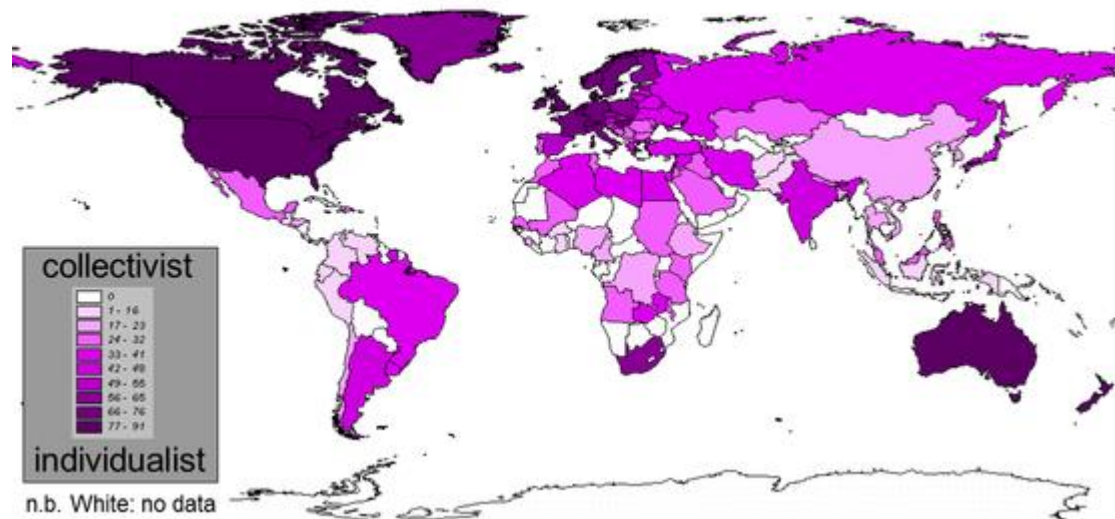 collectivist
0
1 - 16
17 - 23
24 - 32
33 - 41
42 - 48
49 - 55
56 - 65
66 - 76
77 - 91
individualist
n.b. White: no data